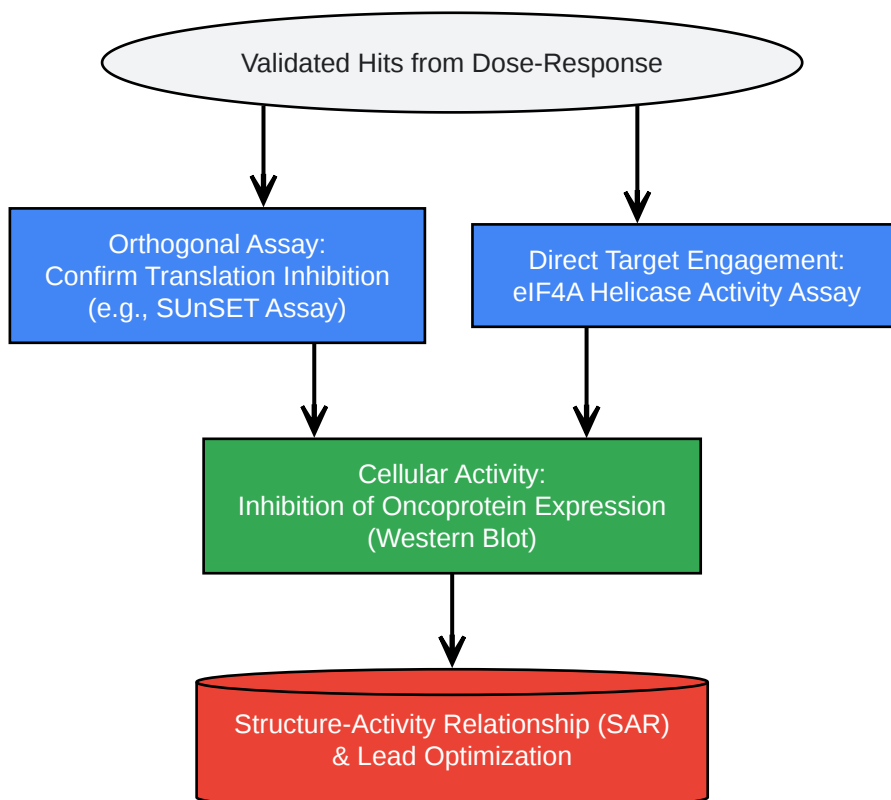 Validated Hits from Dose-Response
Orthogonal Assay:
Confirm Translation Inhibition
(e.g., SUnSET Assay)
Direct Target Engagement:
eIF4A Helicase Activity Assay
Cellular Activity:
Inhibition of Oncoprotein Expression
(Western Blot)
Structure-Activity Relationship (SAR)
& Lead Optimization